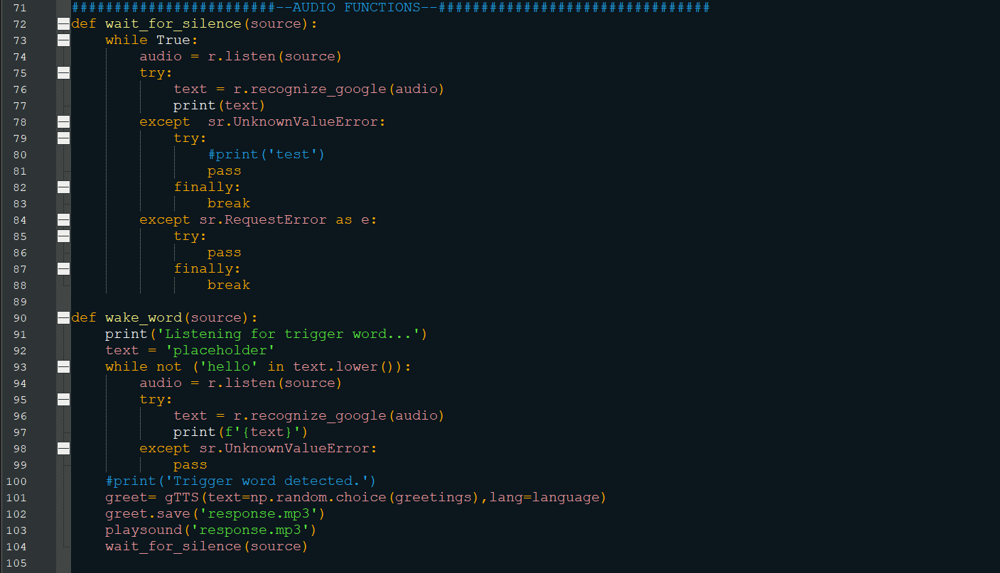 71 ########################--AUDIO FUNCTIONS--################################
72 def wait_for_silence(source):
73     while True:
74         audio = r.listen(source)
75         try:
76             text = r.recognize_google(audio)
77             print(text)
78         except  sr.UnknownValueError:
79             try:
80                 #print('test')
81                 pass
82             finally:
83                 break
84         except sr.RequestError as e:
85             try:
86                 pass
87             finally:
88                 break
89
90 def wake_word(source):
91     print('Listening for trigger word...')
92     text = 'placeholder'
93     while not ('hello' in text.lower()):
94         audio = r.listen(source)
95         try:
96             text = r.recognize_google(audio)
97             print(f'{text}')
98         except sr.UnknownValueError:
99             pass
100     #print('Trigger word detected.')
101     greet= gTTS(text=np.random.choice(greetings),lang=language)
102     greet.save('response.mp3')
103     playsound('response.mp3')
104     wait_for_silence(source)
105